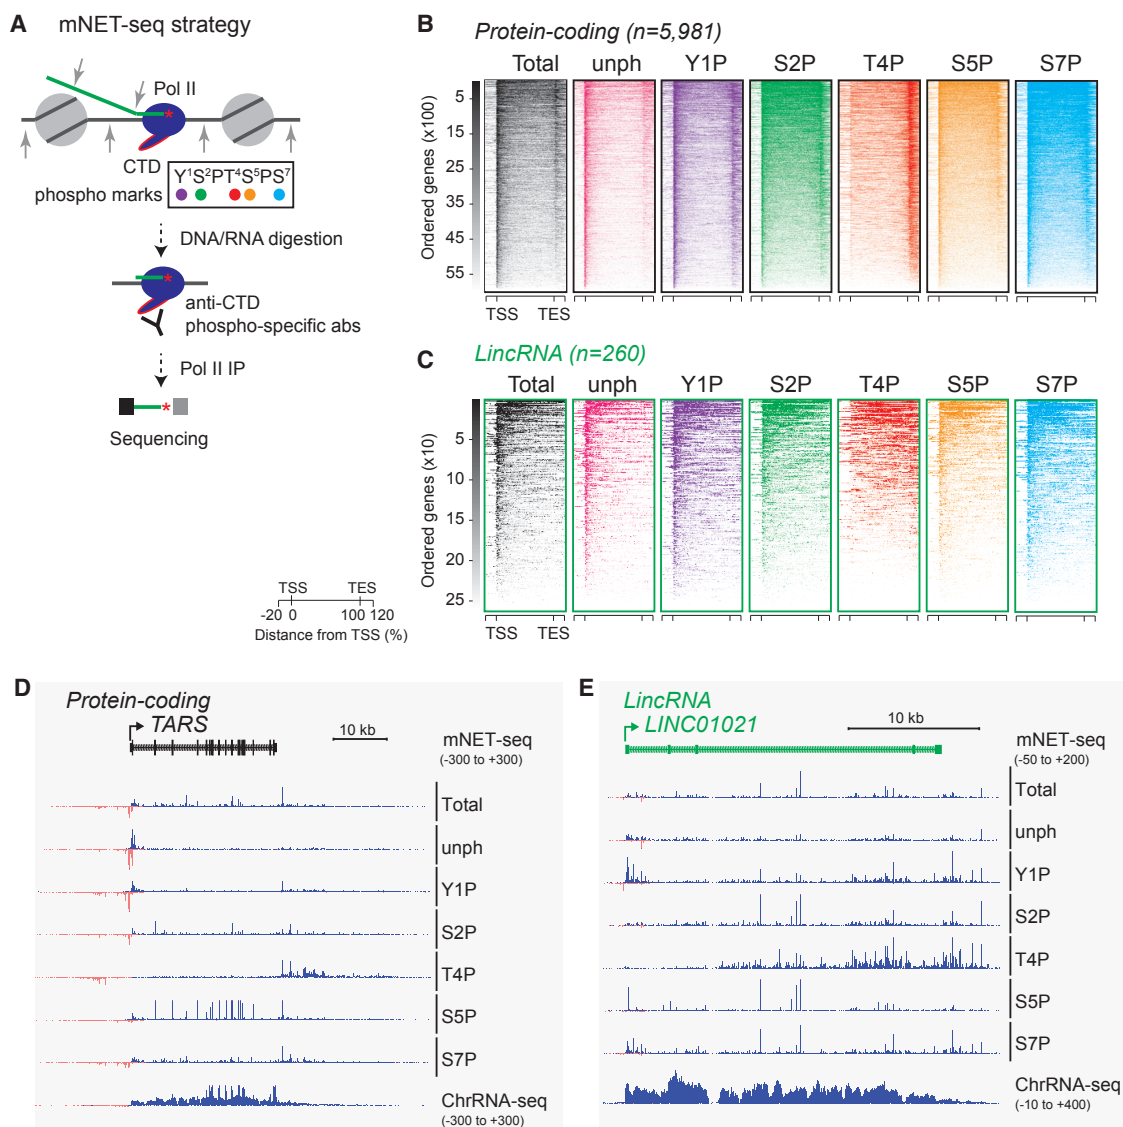 A mNET-seq strategy
Pol II
*
CTD
phospho marks
Y¹S²PT⁴S⁵PS⁷
DNA/RNA digestion
*
anti-CTD
phospho-specific abs
Pol II IP
*
Sequencing
TSS TES
-20 0 100 120
Distance from TSS (%)
B Protein-coding (n=5,981)
Total unph Y1P S2P T4P S5P S7P
Ordered genes (x100)
5
15
25
35
45
55
TSS TES
C LincRNA (n=260)
Total unph Y1P S2P T4P S5P S7P
Ordered genes (x10)
5
10
15
20
25
TSS TES
D Protein-coding
TARS
10 kb
mNET-seq
(-300 to +300)
Total
unph
Y1P
S2P
T4P
S5P
S7P
ChrRNA-seq
(-300 to +300)
E LincRNA
LINC01021
10 kb
mNET-seq
(-50 to +200)
Total
unph
Y1P
S2P
T4P
S5P
S7P
ChrRNA-seq
(-10 to +400)